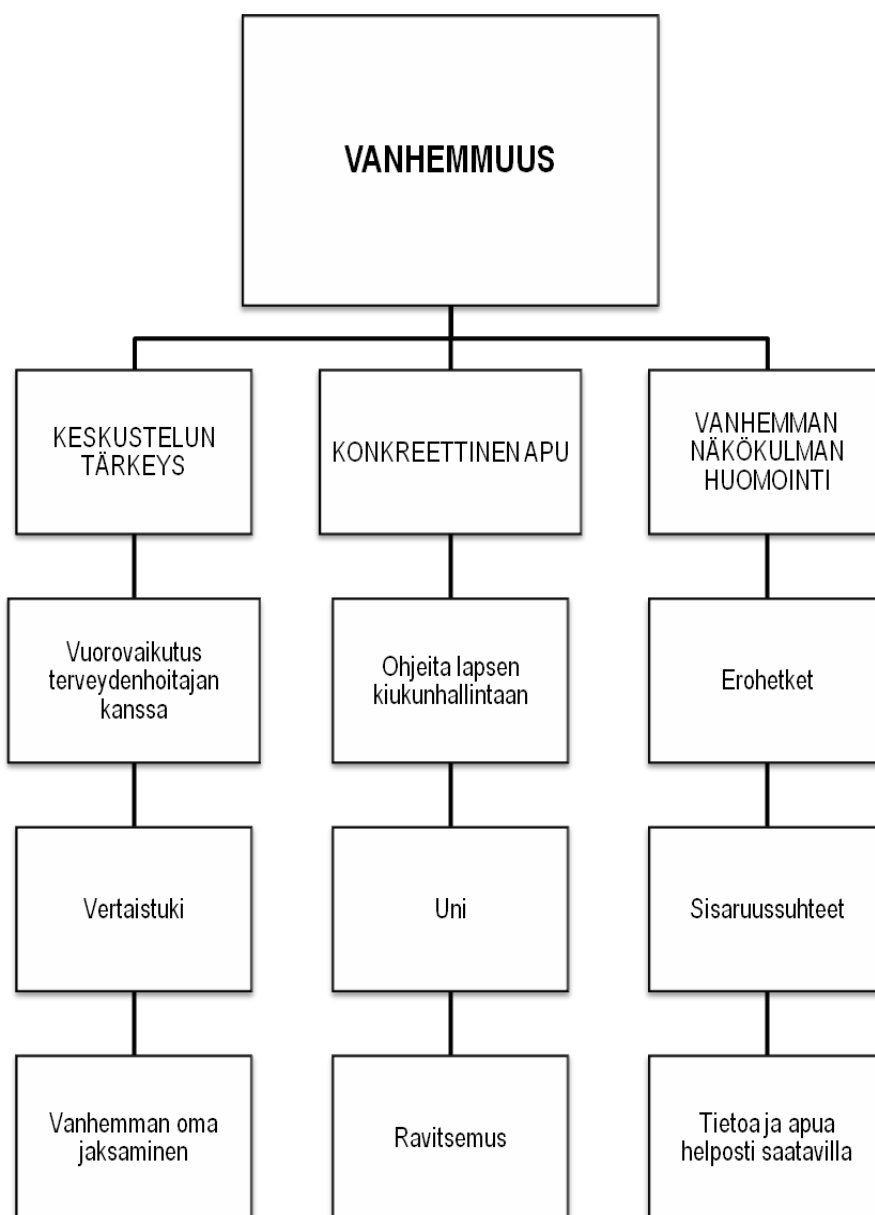 VANHEMMUUS
KESKUSTELUN
TÄRKEYS
KONKREETTINEN APU
VANHEMMAN
NÄKÖKULMAN
HUOMOINTI
Vuorovaikutus
terveydenhoitajan
kanssa
Ohjeita lapsen
kiukunhallintaan
Erohetket
Vertaistuki
Uni
Sisaruussuhteet
Vanhemman oma
jaksaminen
Ravitsemus
Tietoa ja apua
helposti saatavilla